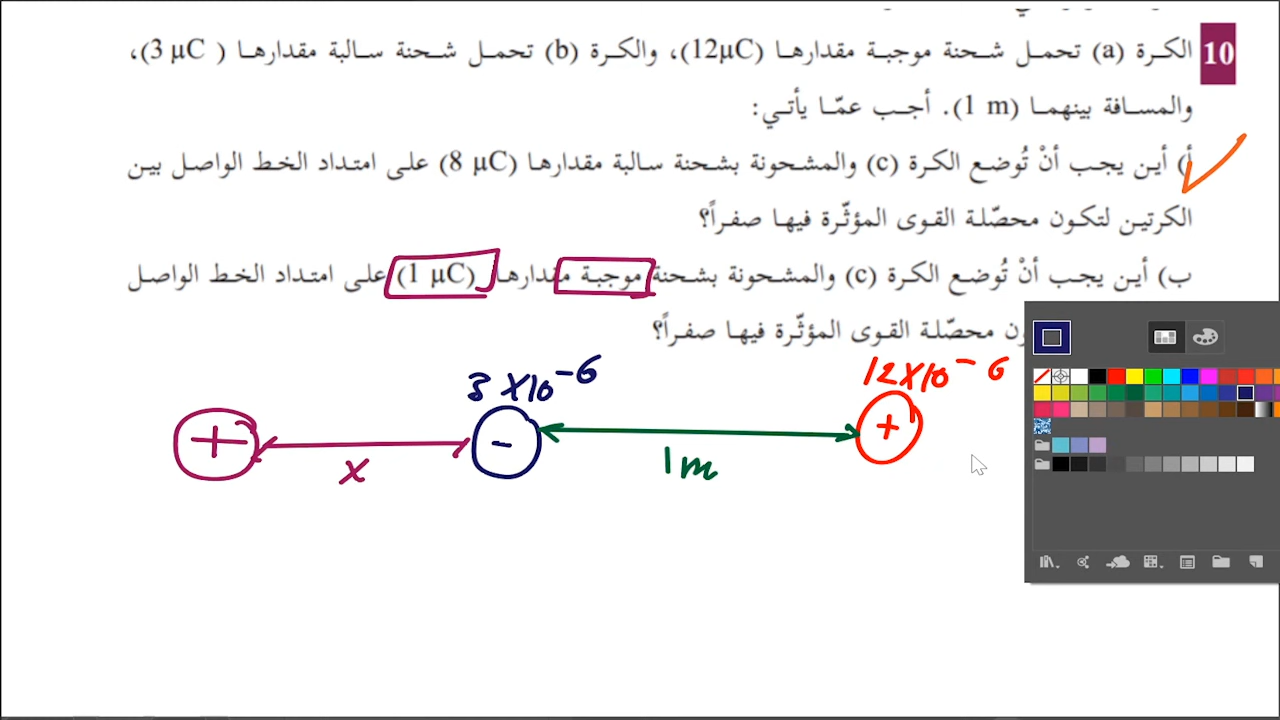 10
الكرة (a) تحمل شحنة موجبة مقدارها (12μC)، والكرة (b) تحمل شحنة سالبة مقدارها (3 μC )،
والمسافة بينهما (1 m). أجب عمّا يأتي:
أ) أين يجب أنْ تُوضع الكرة (c) والمشحونة بشحنة سالبة مقدارها (8 μC) على امتداد الخط الواصل بين
الكرتين لتكون محصّلة القوى المؤثّرة فيها صفراً؟
ب) أين يجب أنْ تُوضع الكرة (c) والمشحونة بشحنة موجبة مقدارها (1 μC) على امتداد الخط الواصل
محصّلة القوى المؤثّرة فيها صفراً؟
3 X10⁻⁶
12X10⁻⁶
+ - +
x
1m